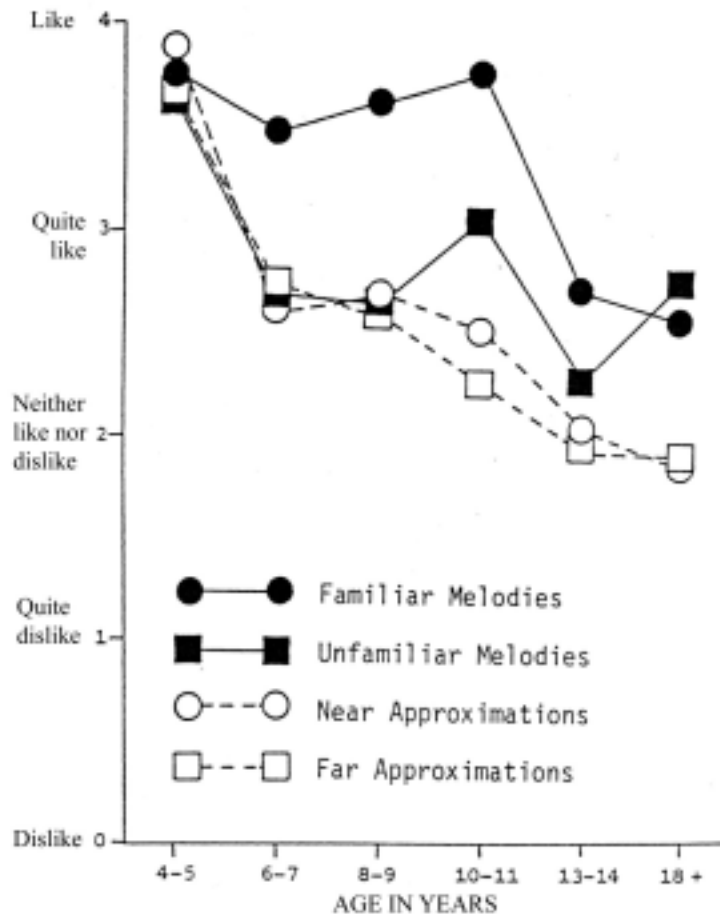 Like 4
Quite
like
3
Neither
like nor
dislike
2
Quite
dislike
1
Dislike 0
Familiar Melodies
Unfamiliar Melodies
Near Approximations
Far Approximations
4-5 6-7 8-9 10-11 13-14 18+
AGE IN YEARS